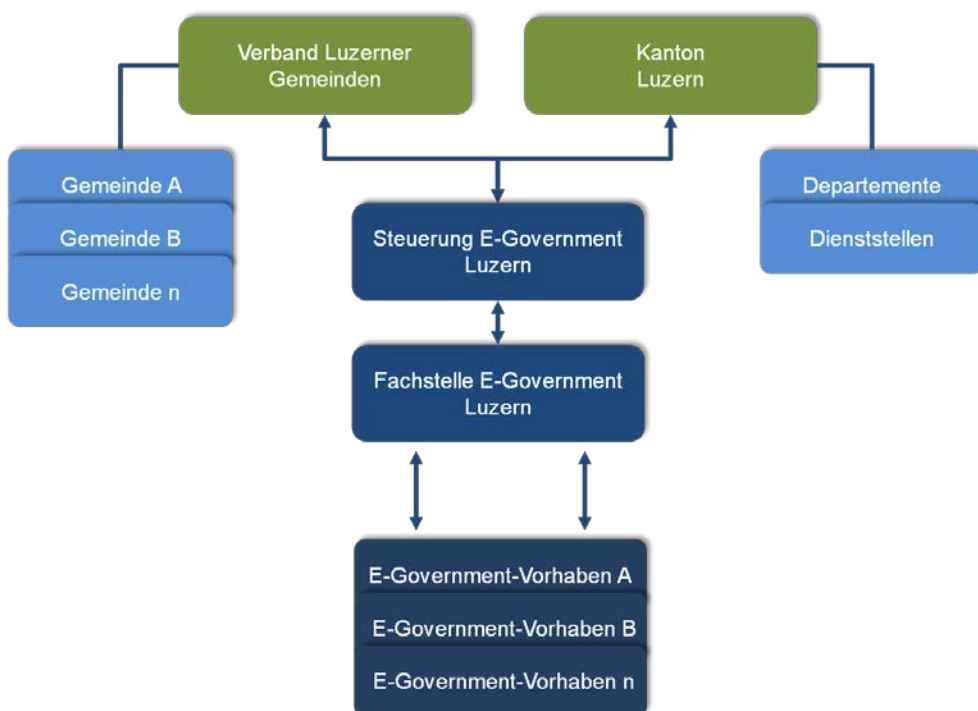 Verband Luzerner
Gemeinden
Kanton
Luzern
Gemeinde A
Gemeinde B
Gemeinde n
Departemente
Dienststellen
Steuerung E-Government
Luzern
Fachstelle E-Government
Luzern
E-Government-Vorhaben A
E-Government-Vorhaben B
E-Government-Vorhaben n